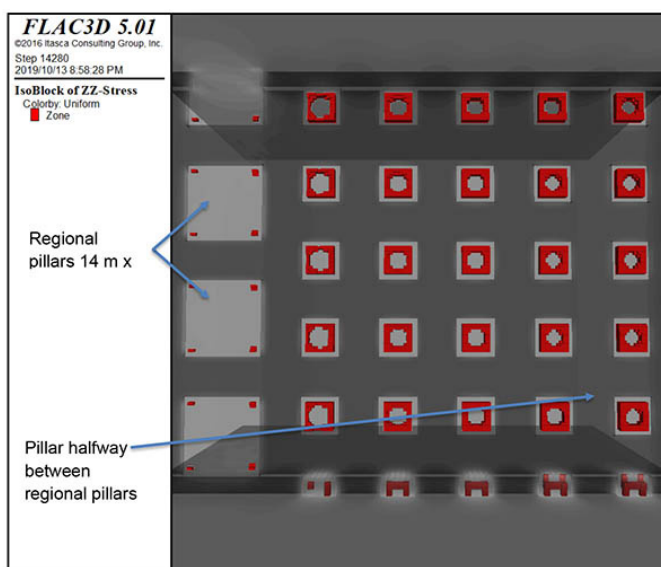 FLAC3D 5.01
©2016 Itasca Consulting Group, Inc.
Step 14280
2019/10/13 8:58:28 PM
IsoBlock of ZZ-Stress
Colorby: Uniform
Zone
Regional
pillars 14 m x
Pillar halfway
between
regional pillars